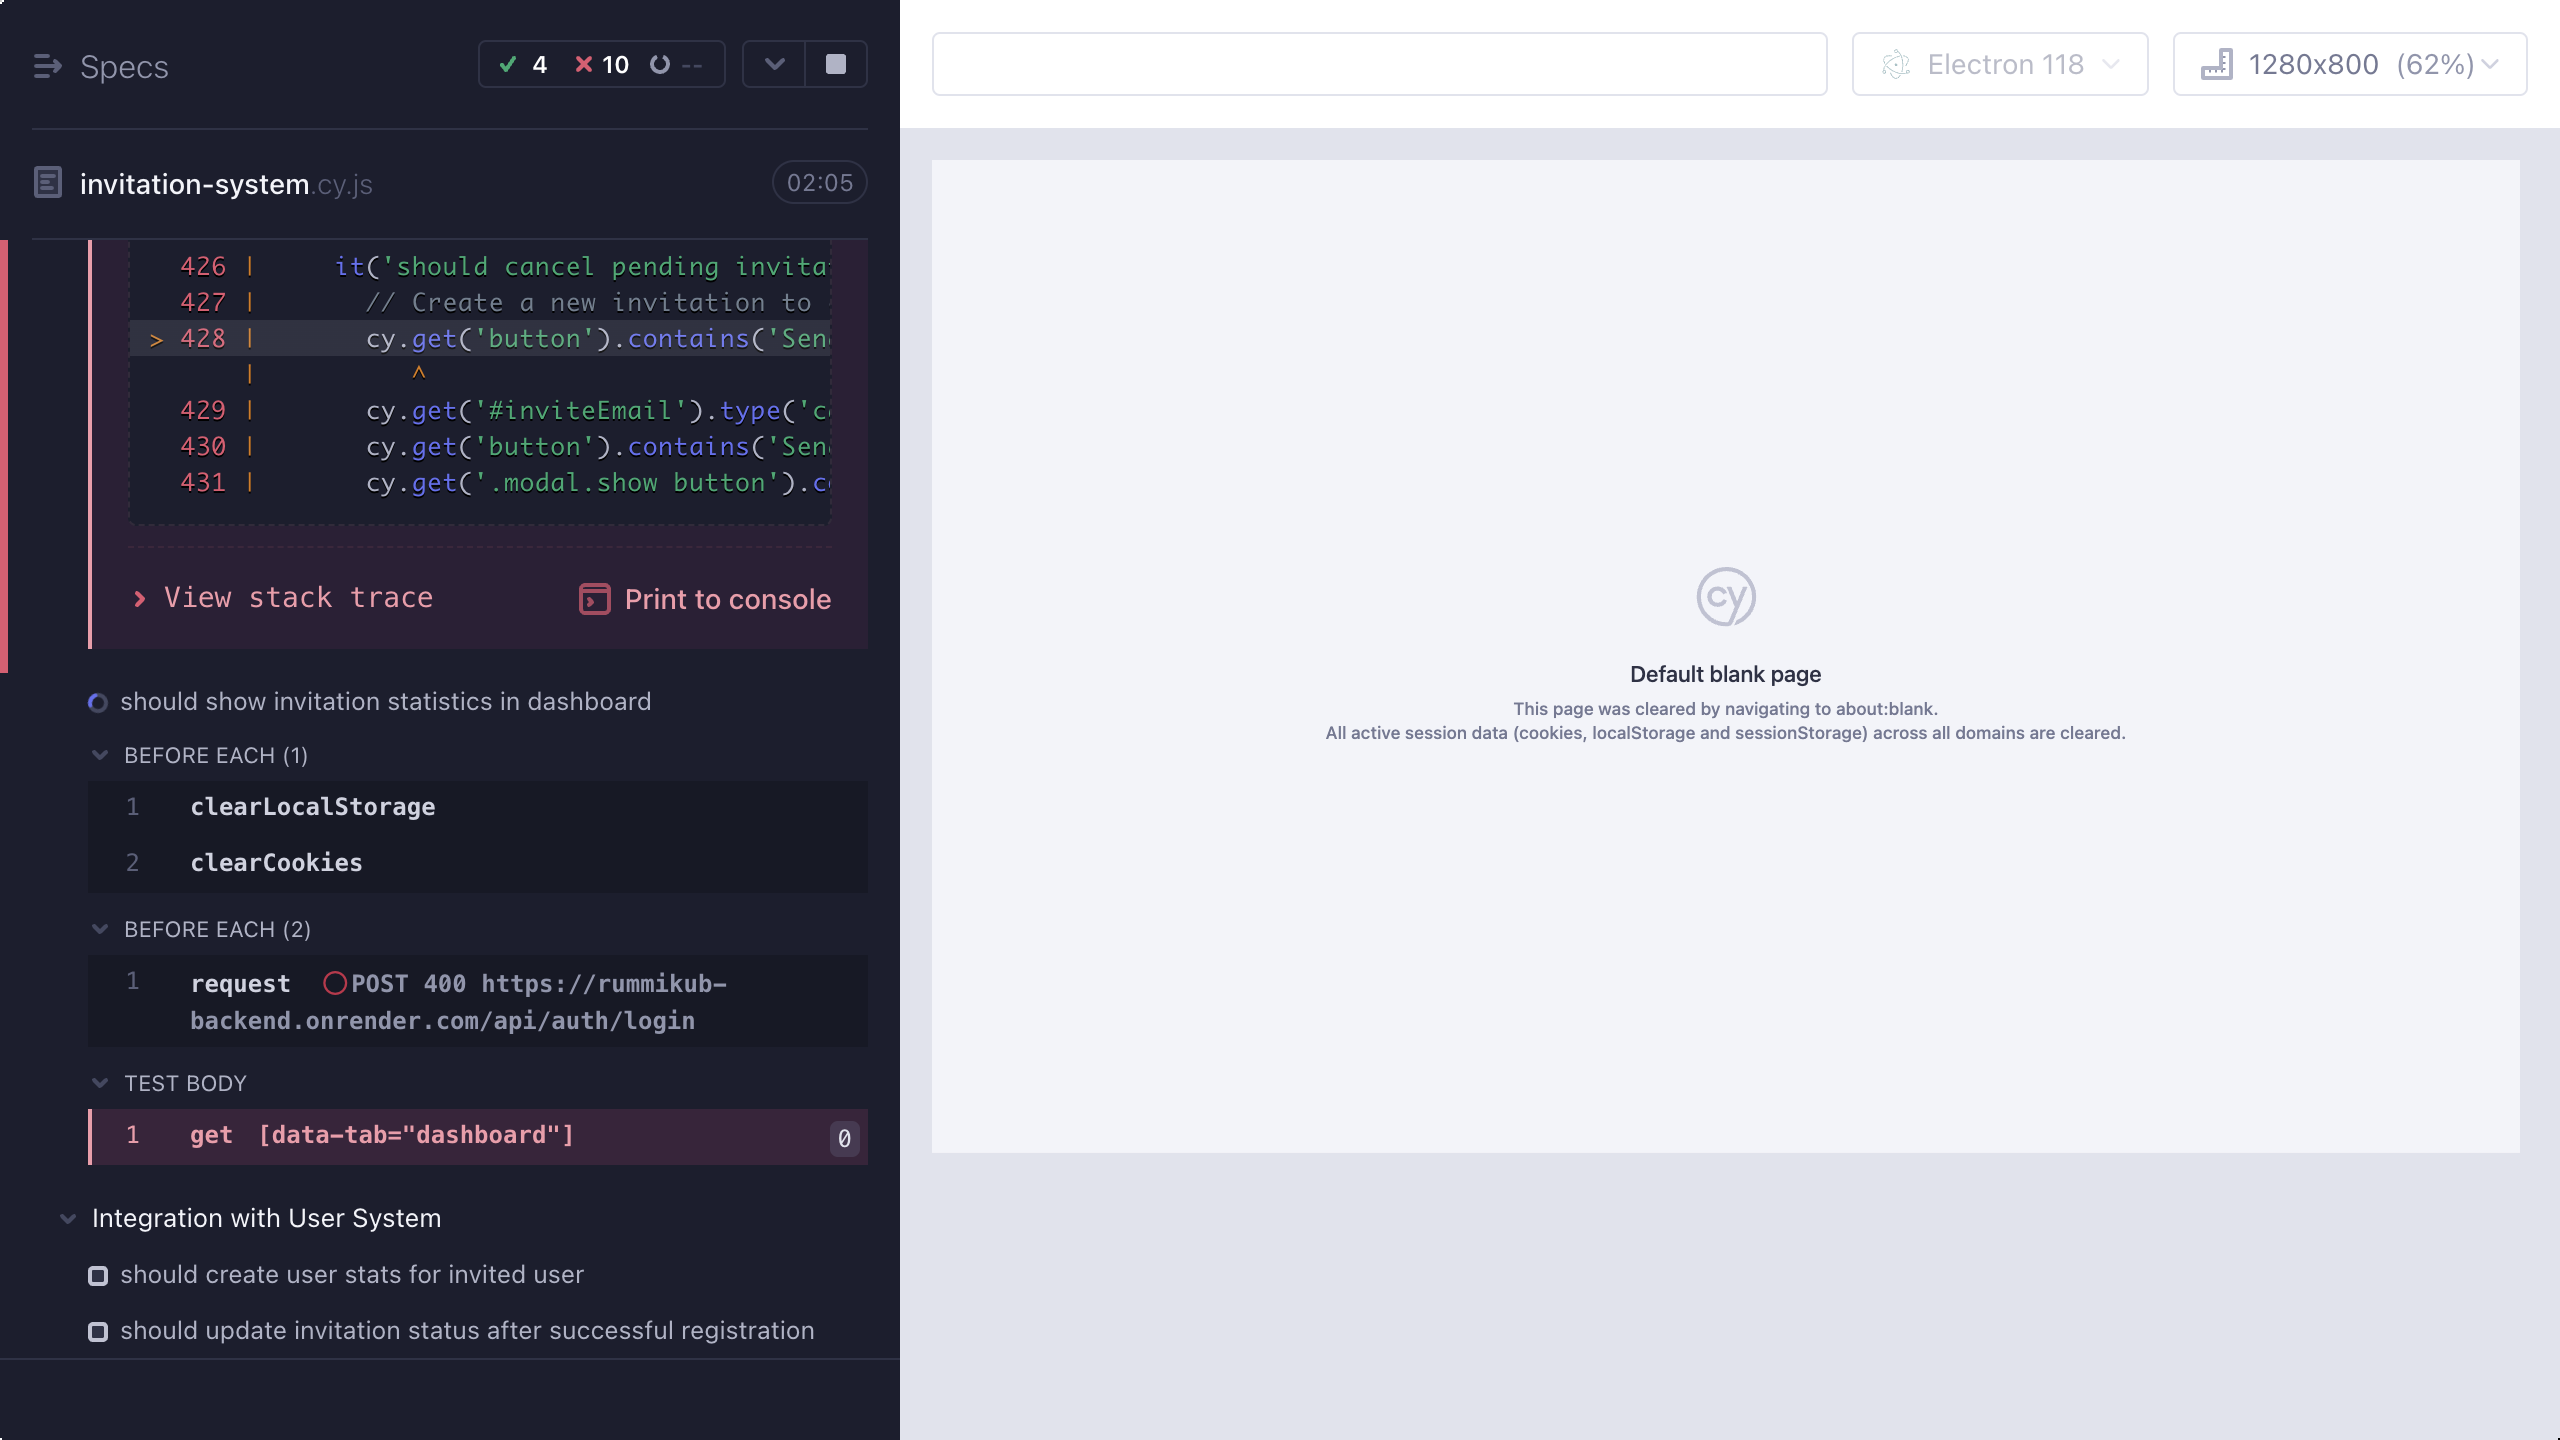 Specs
4 10 --
invitation-system.cy.js
02:05
426 | it('should cancel pending invita
427 | // Create a new invitation to
> 428 | cy.get('button').contains('Sen
| ^
429 | cy.get('#inviteEmail').type('c
430 | cy.get('button').contains('Sen
431 | cy.get('.modal.show button').c
View stack trace
Print to console
should show invitation statistics in dashboard
BEFORE EACH (1)
1 clearLocalStorage
2 clearCookies
BEFORE EACH (2)
1 request POST 400 https://rummikub-
backend.onrender.com/api/auth/login
TEST BODY
1 get [data-tab="dashboard"] 0
Integration with User System
should create user stats for invited user
should update invitation status after successful registration
Electron 118
1280x800 (62%)
cy
Default blank page
This page was cleared by navigating to about:blank.
All active session data (cookies, localStorage and sessionStorage) across all domains are cleared.